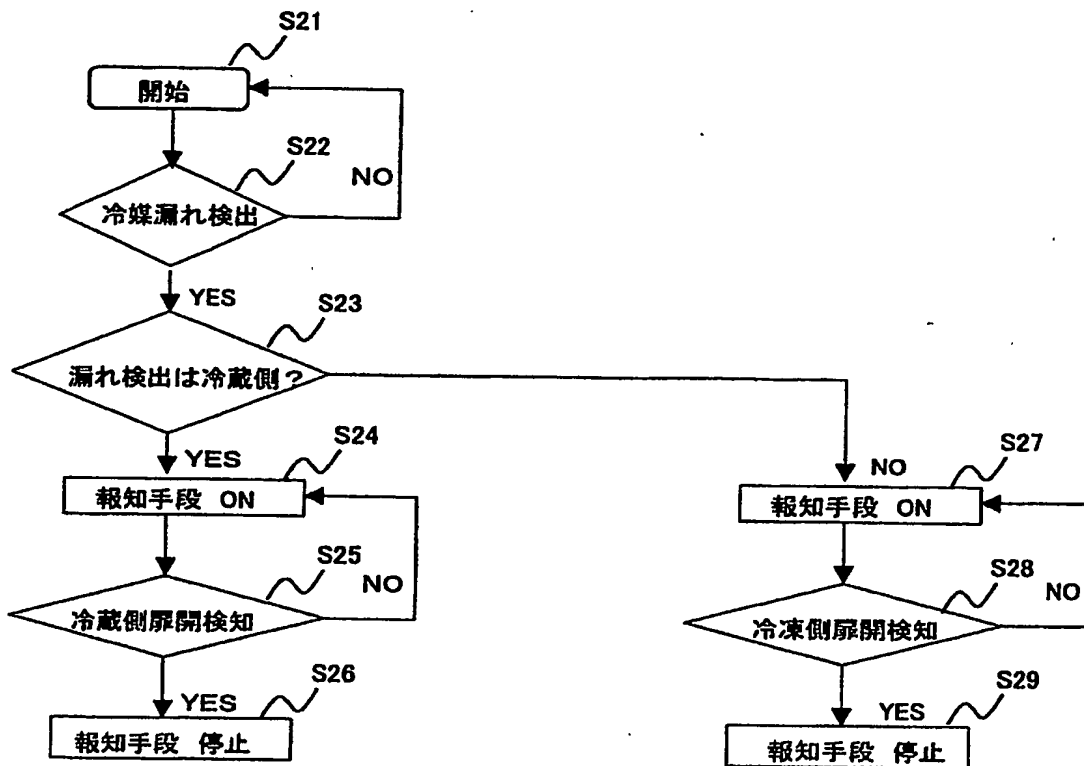 S21
開始
S22
NO
冷媒漏れ検出
YES
S23
漏れ検出は冷蔵側？
YES
S24
報知手段 ON
S25
NO
冷蔵側扉開検知
YES
S26
報知手段 停止
NO
S27
報知手段 ON
S28
NO
冷凍側扉開検知
YES
S29
報知手段 停止